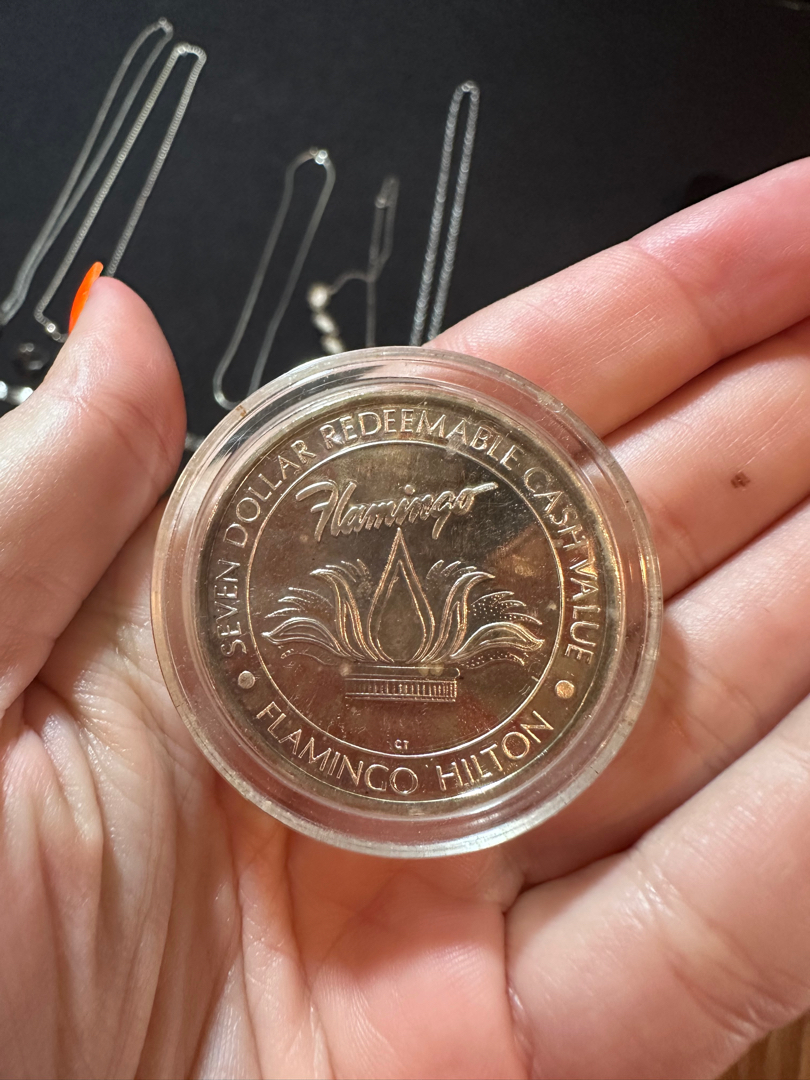 SEVEN DOLLAR REDEEMABLE CASH VALUE
Flamingo
CT
FLAMINGO HILTON